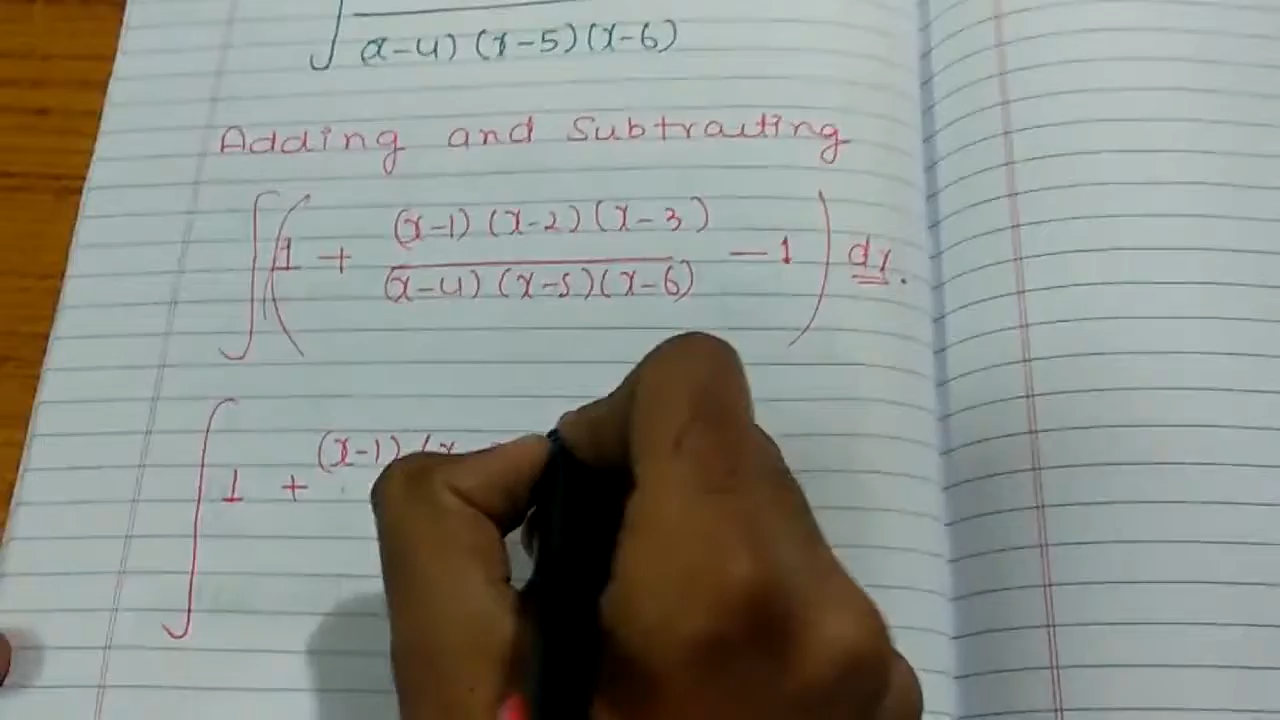 ∫ (x-4) (x-5) (x-6)
Adding and Subtracting
∫ ( 1 + (x-1) (x-2) (x-3) / (x-4) (x-5) (x-6) - 1 ) dx.
∫ 1 + (x-1) (x